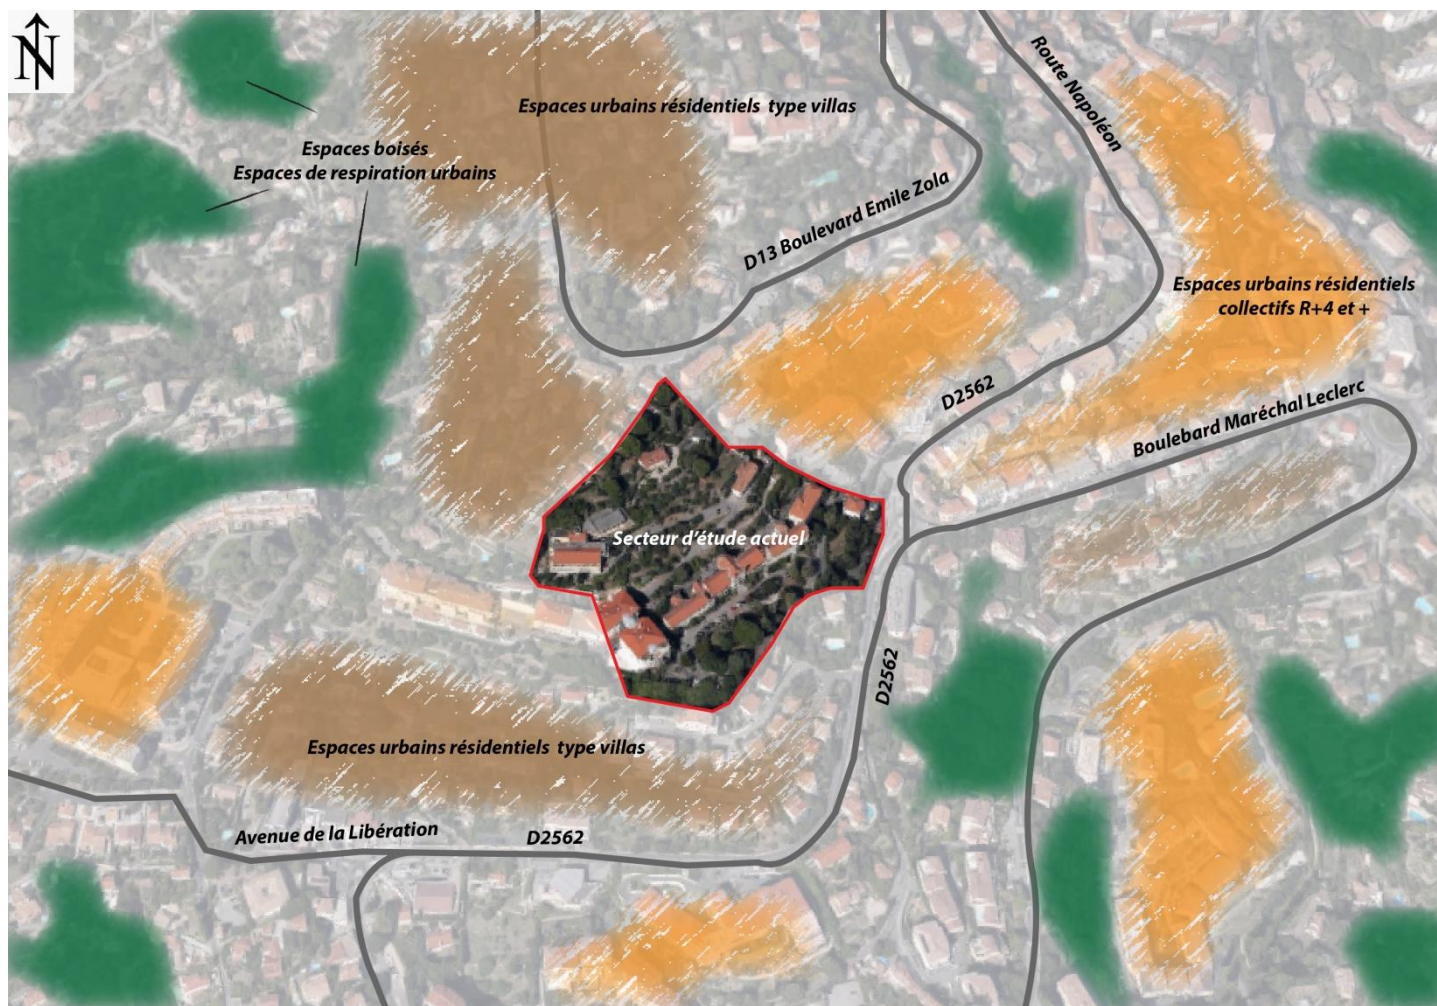 N
Route Napoléon
Espaces urbains résidentiels type villas
Espaces boisés
Espaces de respiration urbains
D13 Boulevard Emile Zola
Espaces urbains résidentiels
collectifs R+4 et +
D2562
Boulebard Maréchal Leclerc
Secteur d'étude actuel
D2562
Espaces urbains résidentiels type villas
Avenue de la Libération
D2562